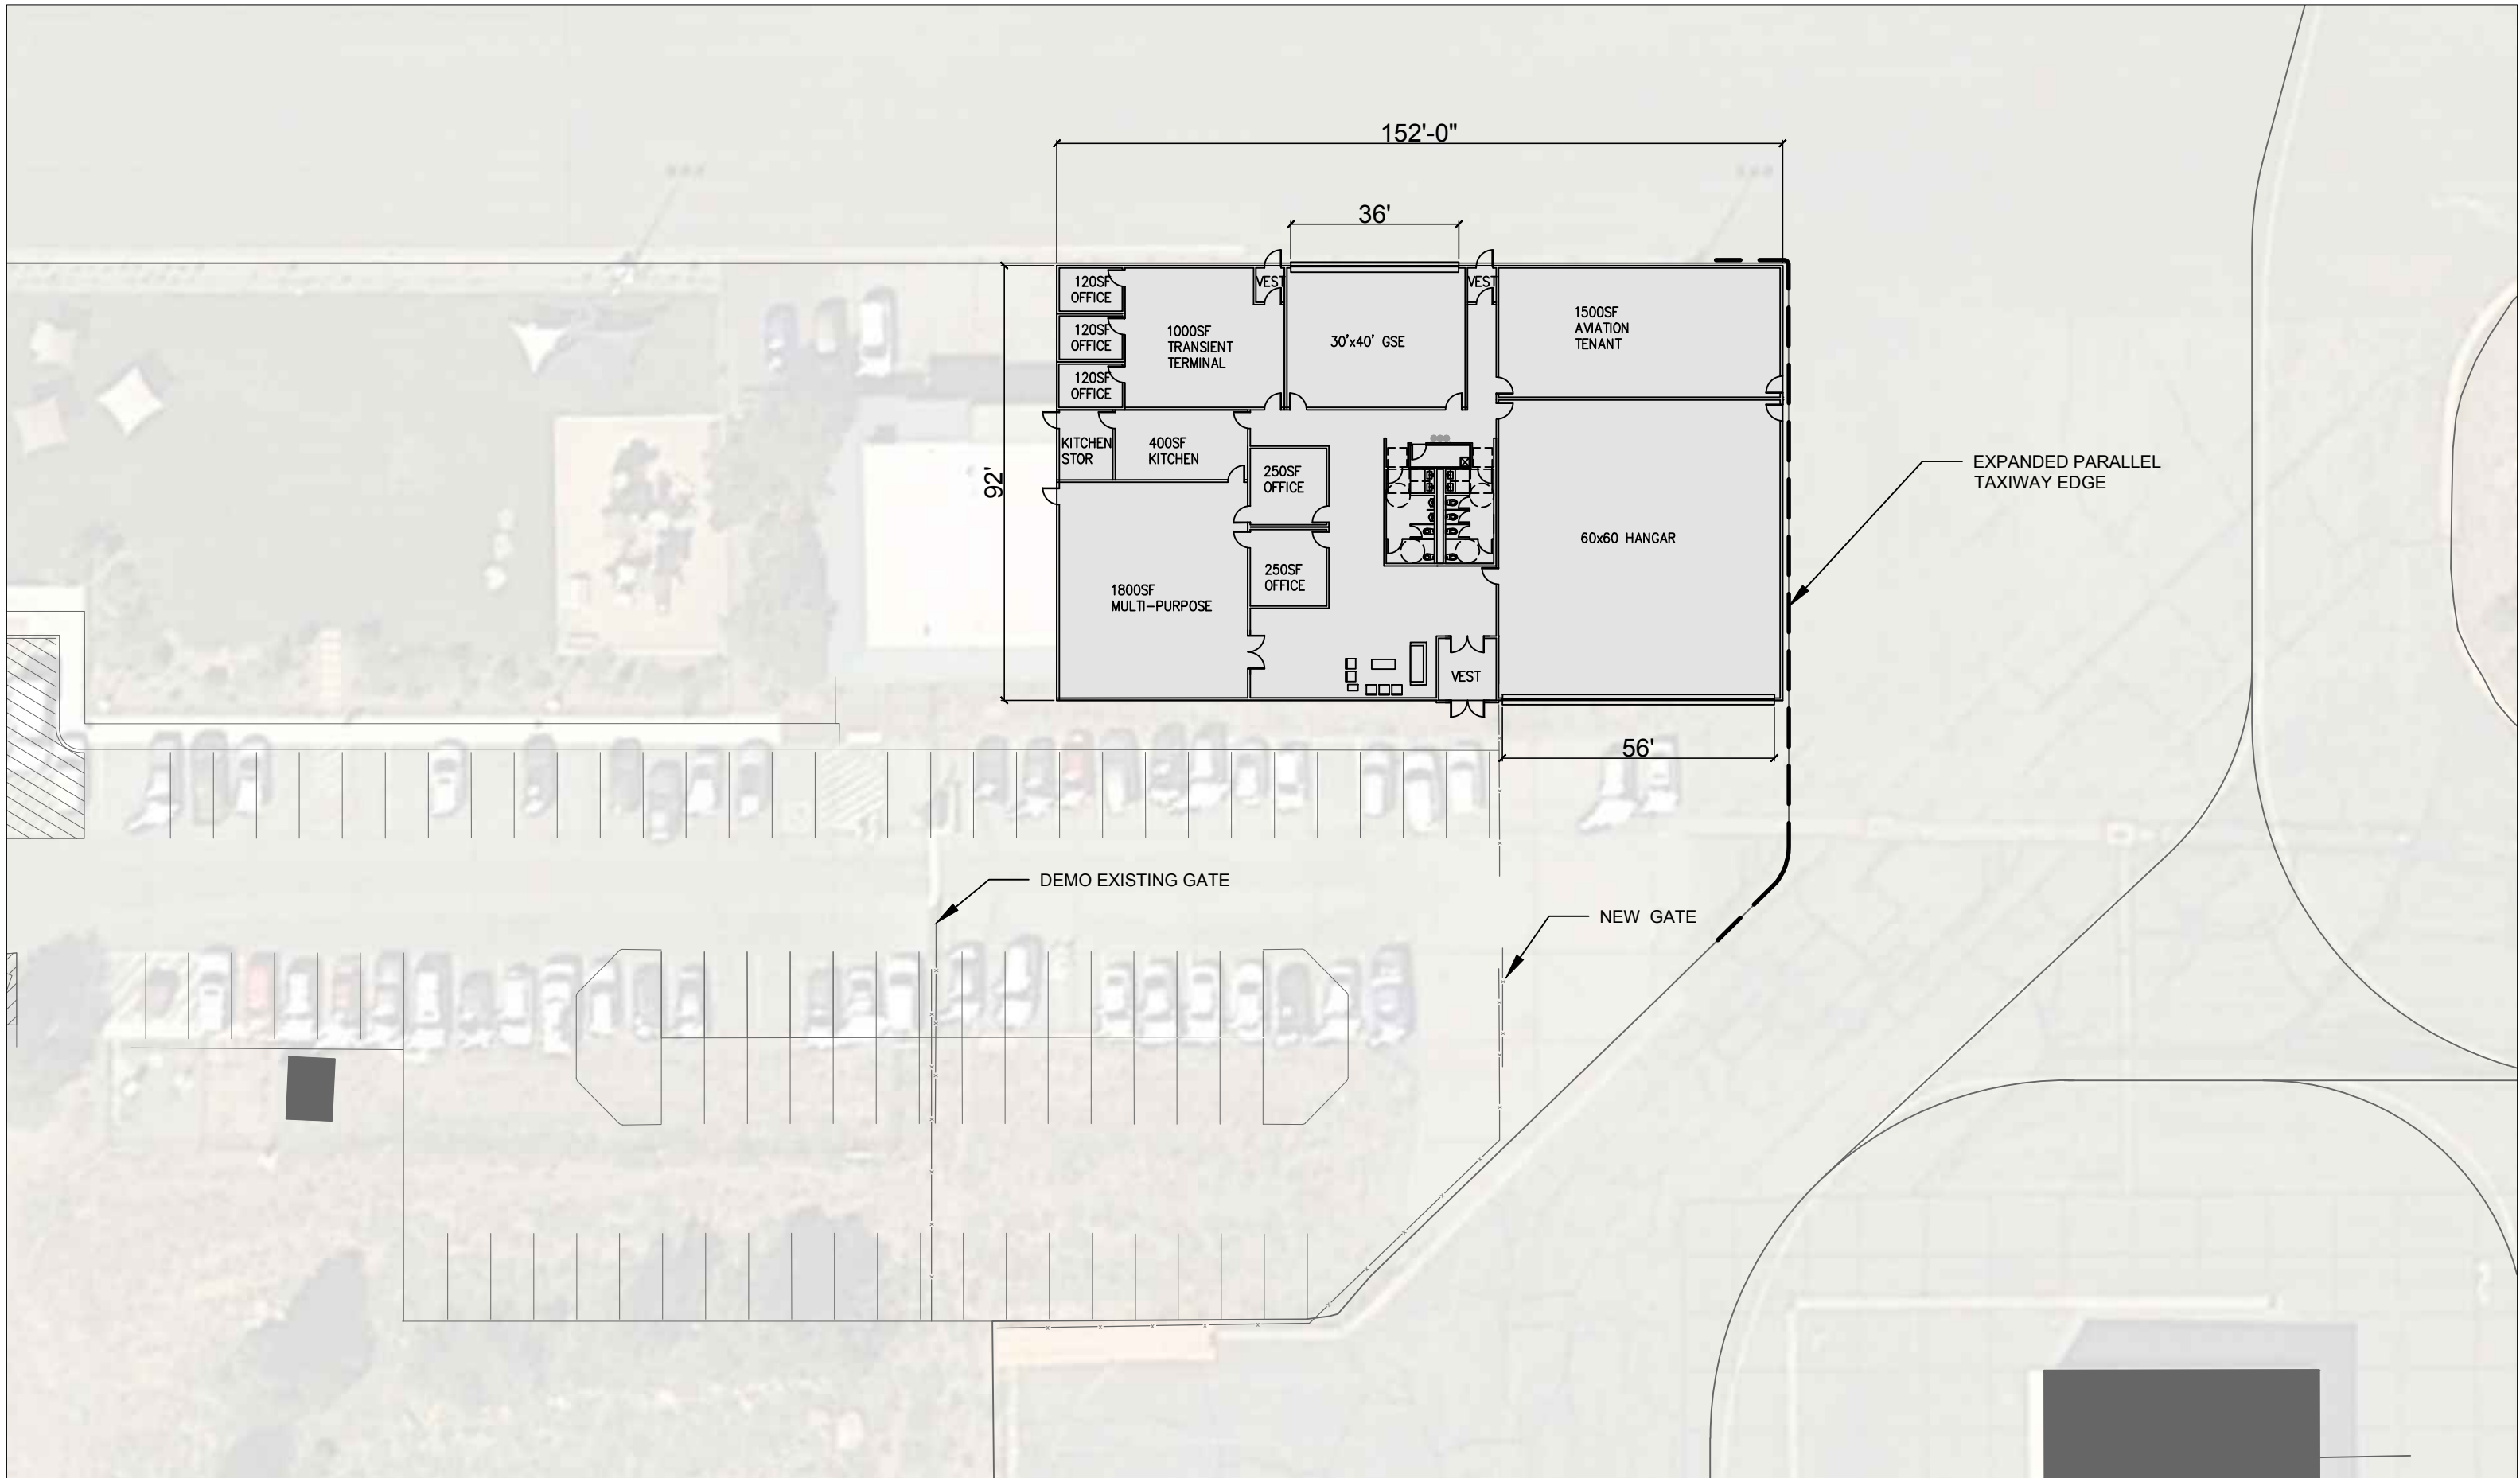 152'-0"
36'
120SF
OFFICE
VEST
VEST
1500SF
AVIATION
TENANT
120SF
OFFICE
1000SF
TRANSIENT
TERMINAL
30'x40' GSE
120SF
OFFICE
92'
KITCHEN
STOR
400SF
KITCHEN
250SF
OFFICE
EXPANDED PARALLEL
TAXIWAY EDGE
60x60 HANGAR
250SF
OFFICE
1800SF
MULTI-PURPOSE
VEST
56'
DEMO EXISTING GATE
NEW GATE